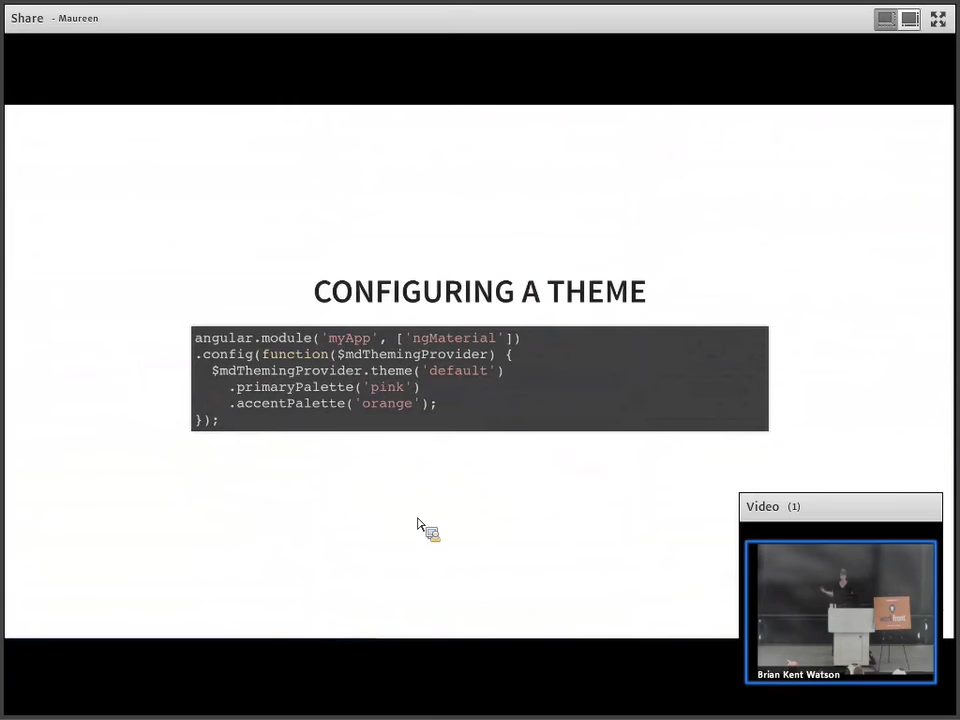 Share - Maureen
CONFIGURING A THEME
angular.module('myApp', ['ngMaterial'])
.config(function($mdThemingProvider) {
  $mdThemingProvider.theme('default')
    .primaryPalette('pink')
    .accentPalette('orange');
});
Video (1)
Brian Kent Watson